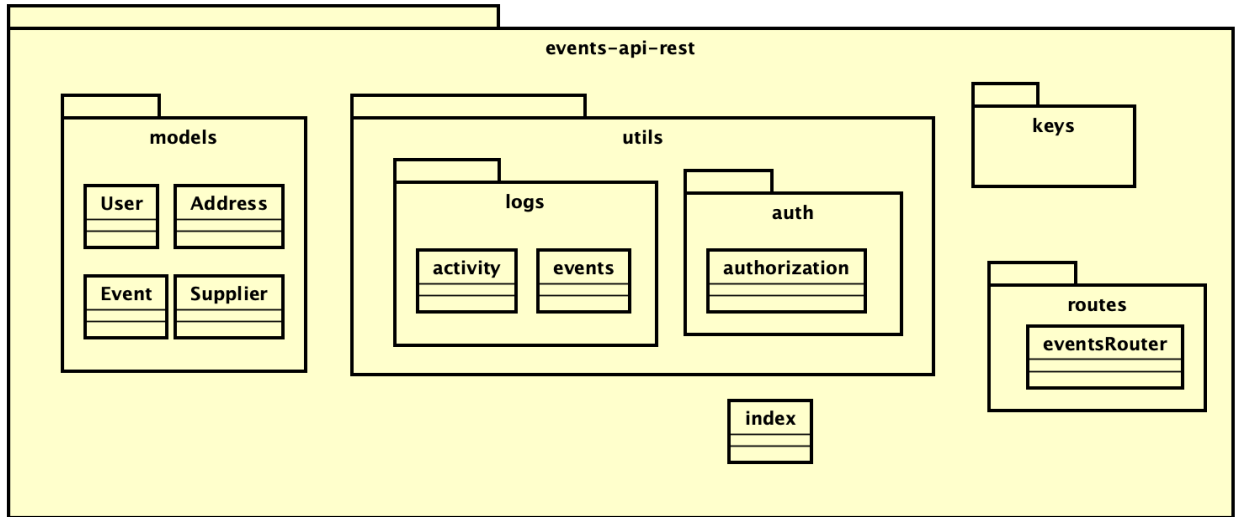 events-api-rest
models
User
Address
Event
Supplier
utils
logs
activity
events
auth
authorization
keys
routes
eventsRouter
index